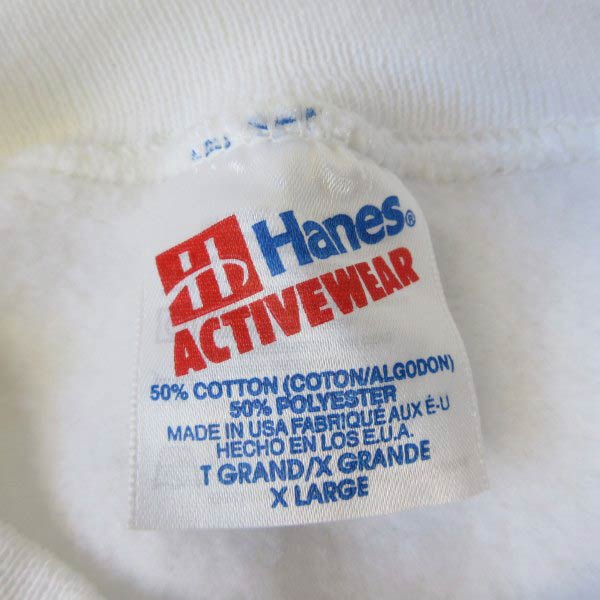 Hanes®
ACTIVEWEAR
50% COTTON (COTON/ALGODON)
50% POLYESTER
MADE IN USA FABRIQUÉ AUX É-U
HECHO EN LOS E.U.A.
T GRAND/X GRANDE
X LARGE